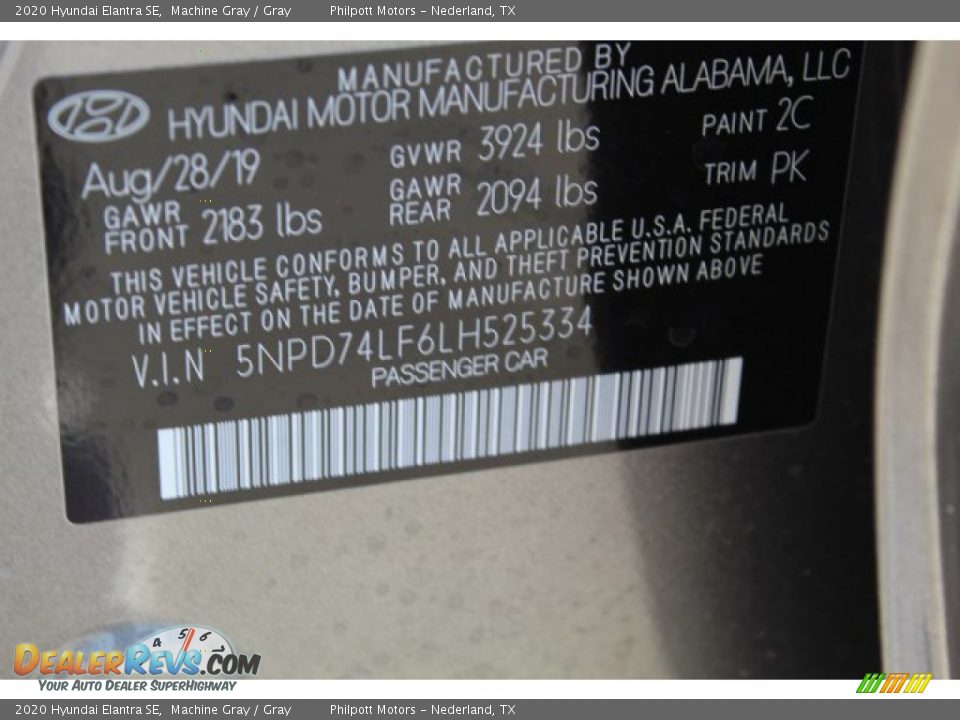 2020 Hyundai Elantra SE, Machine Gray / Gray Philpott Motors - Nederland, TX
MANUFACTURED BY
HYUNDAI MOTOR MANUFACTURING ALABAMA, LLC
Aug/28/19 GVWR 3924 lbs PAINT 2C
GAWR FRONT 2183 lbs GAWR REAR 2094 lbs TRIM PK
THIS VEHICLE CONFORMS TO ALL APPLICABLE U.S.A. FEDERAL
MOTOR VEHICLE SAFETY, BUMPER, AND THEFT PREVENTION STANDARDS
IN EFFECT ON THE DATE OF MANUFACTURE SHOWN ABOVE
V.I.N 5NPD74LF6LH525334
PASSENGER CAR
4 5 6 7
DEALERREVS.COM
YOUR AUTO DEALER SUPERHIGHWAY
2020 Hyundai Elantra SE, Machine Gray / Gray Philpott Motors - Nederland, TX